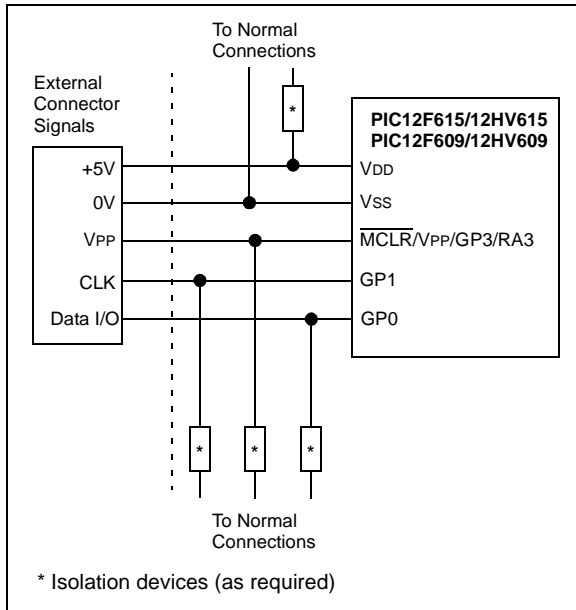 To Normal
Connections
External
Connector
Signals
*
PIC12F615/12HV615
PIC12F609/12HV609
+5V
VDD
0V
VSS
VPP
MCLR/VPP/GP3/RA3
CLK
GP1
Data I/O
GP0
* * *
To Normal
Connections
* Isolation devices (as required)